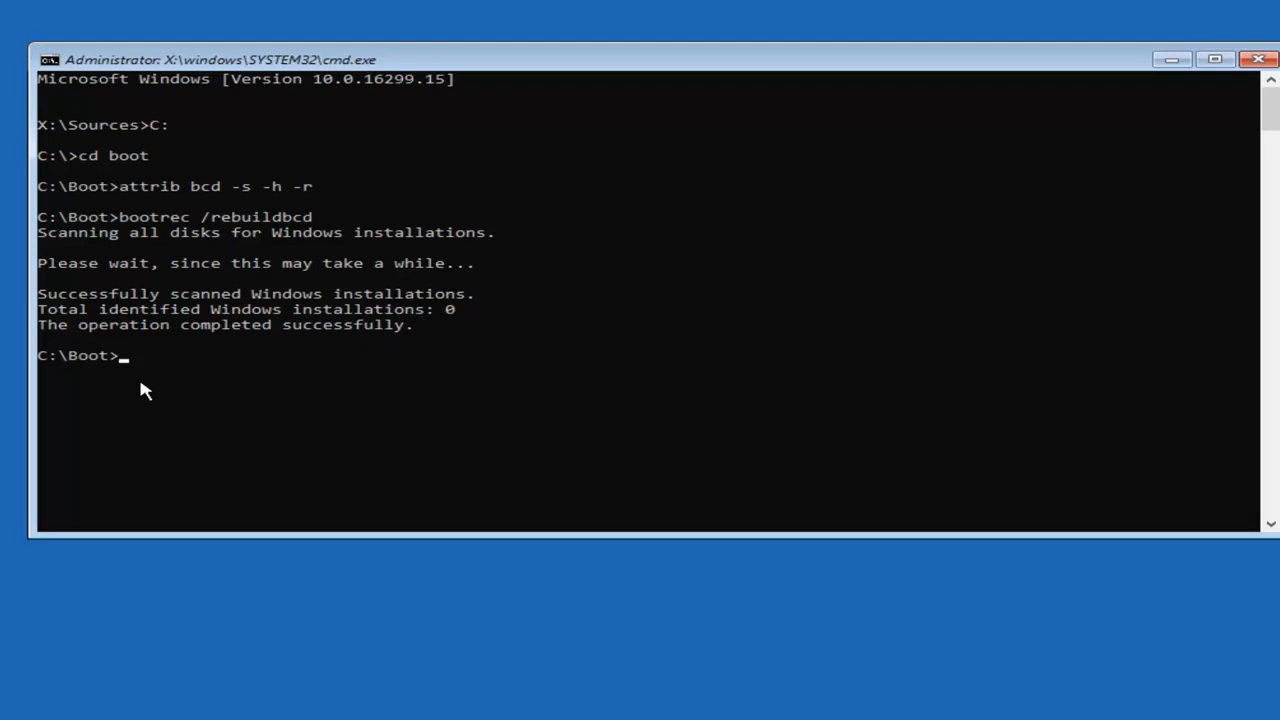 Administrator: X:\windows\SYSTEM32\cmd.exe
Microsoft Windows [Version 10.0.16299.15]
X:\Sources>C:
C:\>cd boot
C:\Boot>attrib bcd -s -h -r
C:\Boot>bootrec /rebuildbcd
Scanning all disks for Windows installations.
Please wait, since this may take a while...
Successfully scanned Windows installations.
Total identified Windows installations: 0
The operation completed successfully.
C:\Boot>